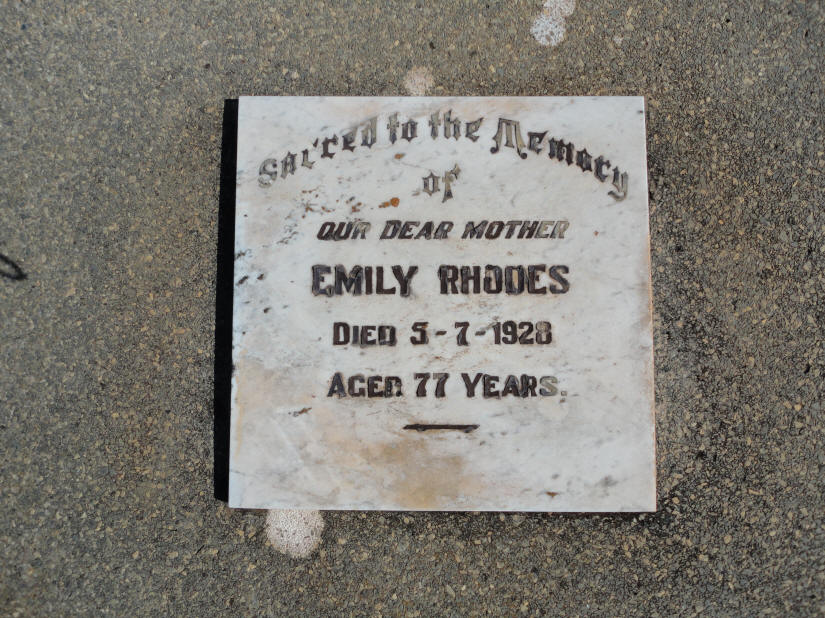 Sacred to the Memory
of
OUR DEAR MOTHER
EMILY RHODES
DIED 5-7-1928
AGED 77 YEARS.